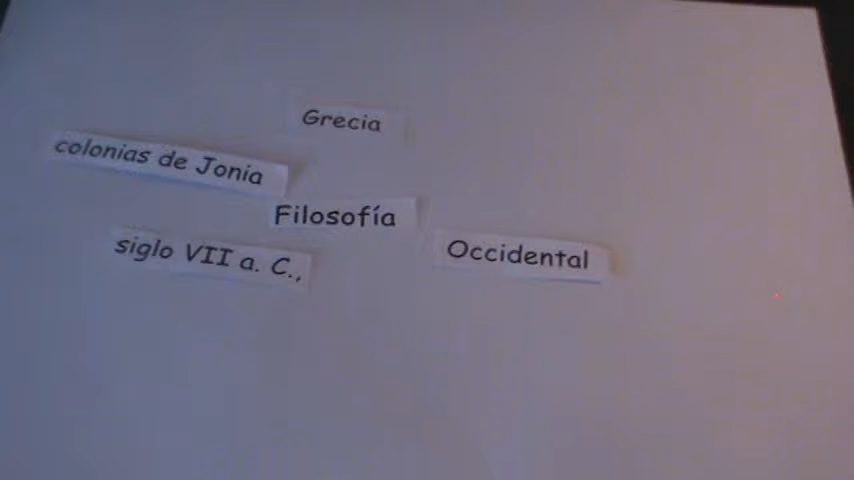 Grecia
colonias de Jonia
Filosofía
siglo VII a. C.,
Occidental